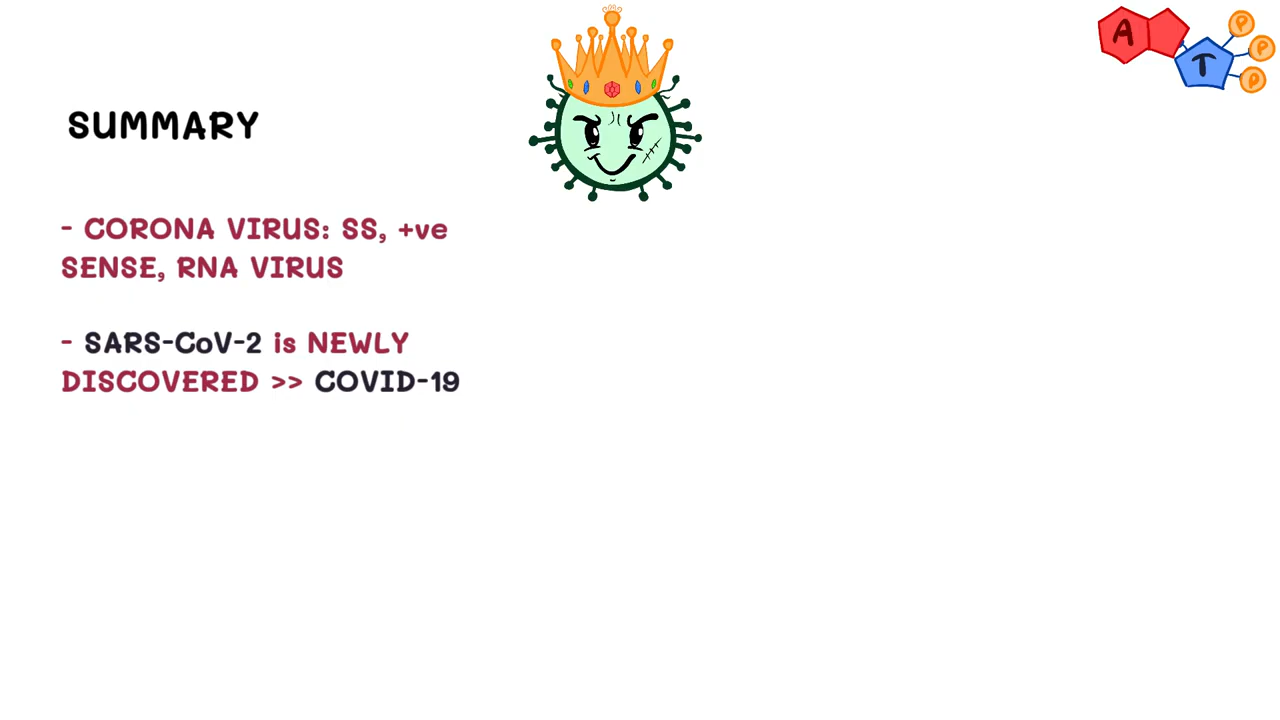 SUMMARY
- CORONA VIRUS: SS, +ve
SENSE, RNA VIRUS
- SARS-CoV-2 is NEWLY
DISCOVERED >> COVID-19
A
T
P
P
P